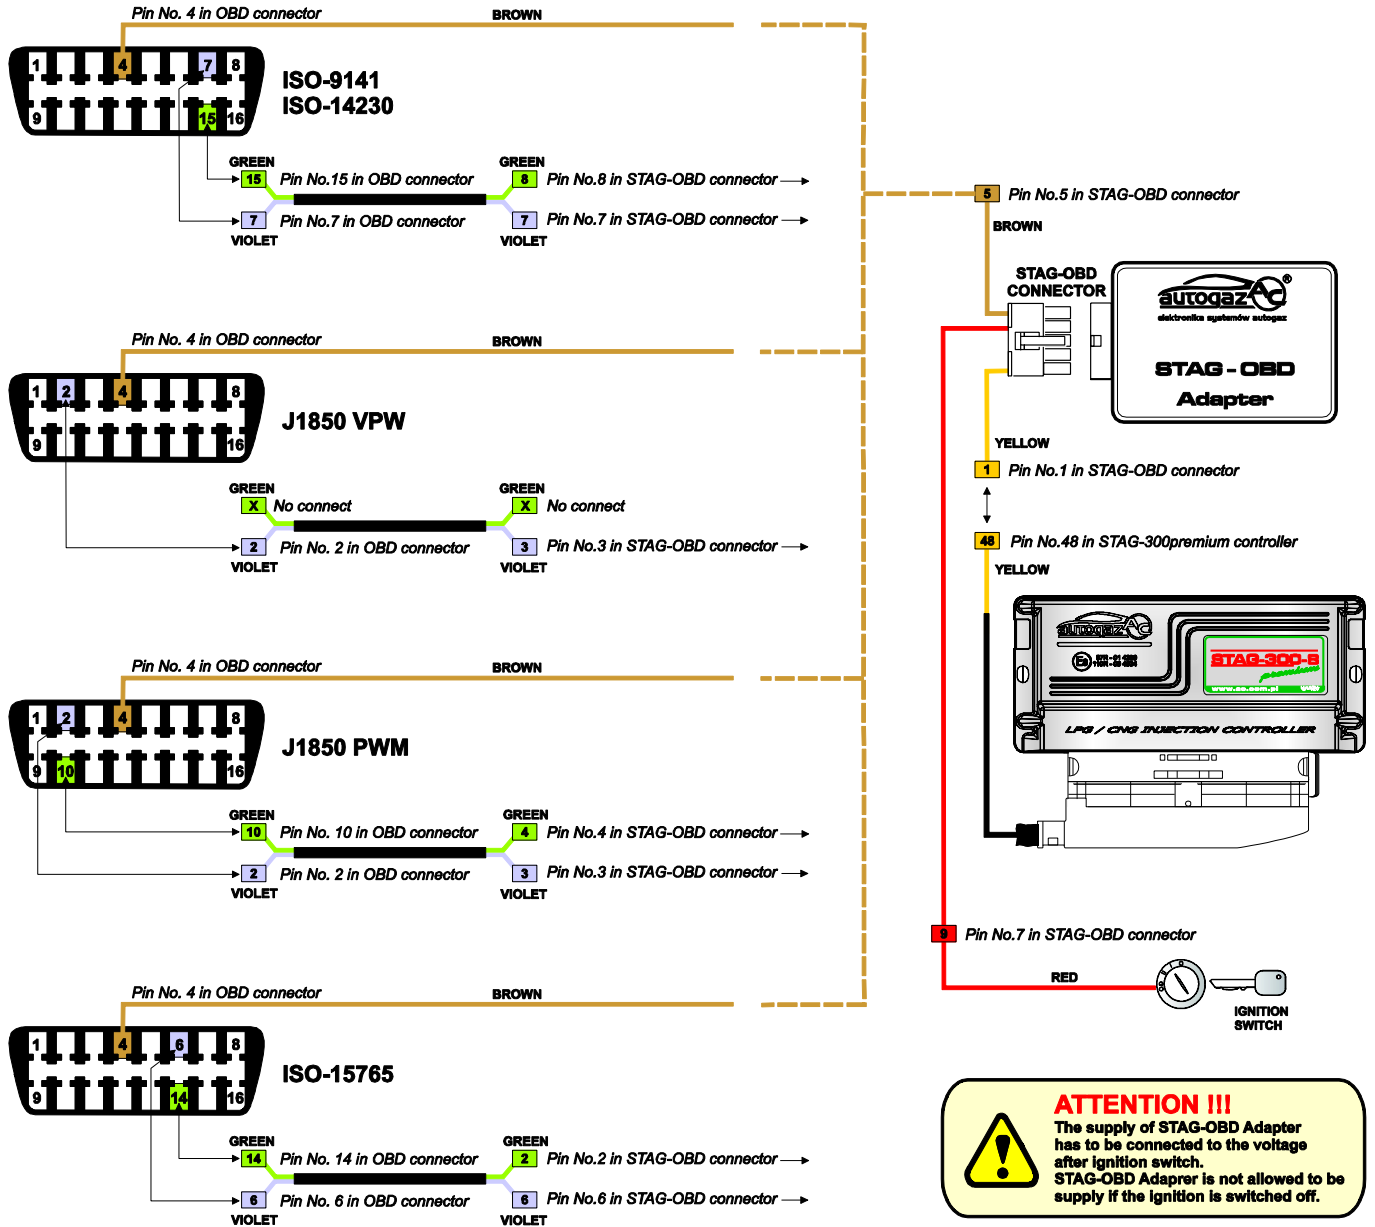 Pin No. 4 in OBD connector
BROWN
1
4
7
8
9
15
16
ISO-9141
ISO-14230
GREEN
15
Pin No.15 in OBD connector
7
Pin No.7 in OBD connector
VIOLET
GREEN
8
Pin No.8 in STAG-OBD connector
7
Pin No.7 in STAG-OBD connector
VIOLET
Pin No. 4 in OBD connector
BROWN
1
2
4
8
9
16
J1850 VPW
GREEN
X
No connect
2
Pin No. 2 in OBD connector
VIOLET
GREEN
X
No connect
3
Pin No.3 in STAG-OBD connector
VIOLET
Pin No. 4 in OBD connector
BROWN
1
2
4
8
9
10
16
J1850 PWM
GREEN
10
Pin No. 10 in OBD connector
2
Pin No. 2 in OBD connector
VIOLET
GREEN
4
Pin No.4 in STAG-OBD connector
3
Pin No.3 in STAG-OBD connector
VIOLET
Pin No. 4 in OBD connector
BROWN
1
4
6
8
9
14
16
ISO-15765
GREEN
14
Pin No. 14 in OBD connector
6
Pin No. 6 in OBD connector
VIOLET
GREEN
2
Pin No.2 in STAG-OBD connector
6
Pin No.6 in STAG-OBD connector
VIOLET
5
Pin No.5 in STAG-OBD connector
BROWN
STAG-OBD
CONNECTOR
autogaz AC ®
elektronika systemów autogaz
STAG - OBD
Adapter
YELLOW
1
Pin No.1 in STAG-OBD connector
48
Pin No.48 in STAG-300premium controller
YELLOW
autogaz AC
STAG-300-8
premium
www.ac.com.pl
LPG / CNG INJECTION CONTROLLER
9
Pin No.7 in STAG-OBD connector
RED
IGNITION
SWITCH
ATTENTION !!!
The supply of STAG-OBD Adapter
has to be connected to the voltage
after ignition switch.
STAG-OBD Adaprer is not allowed to be
supply if the ignition is switched off.